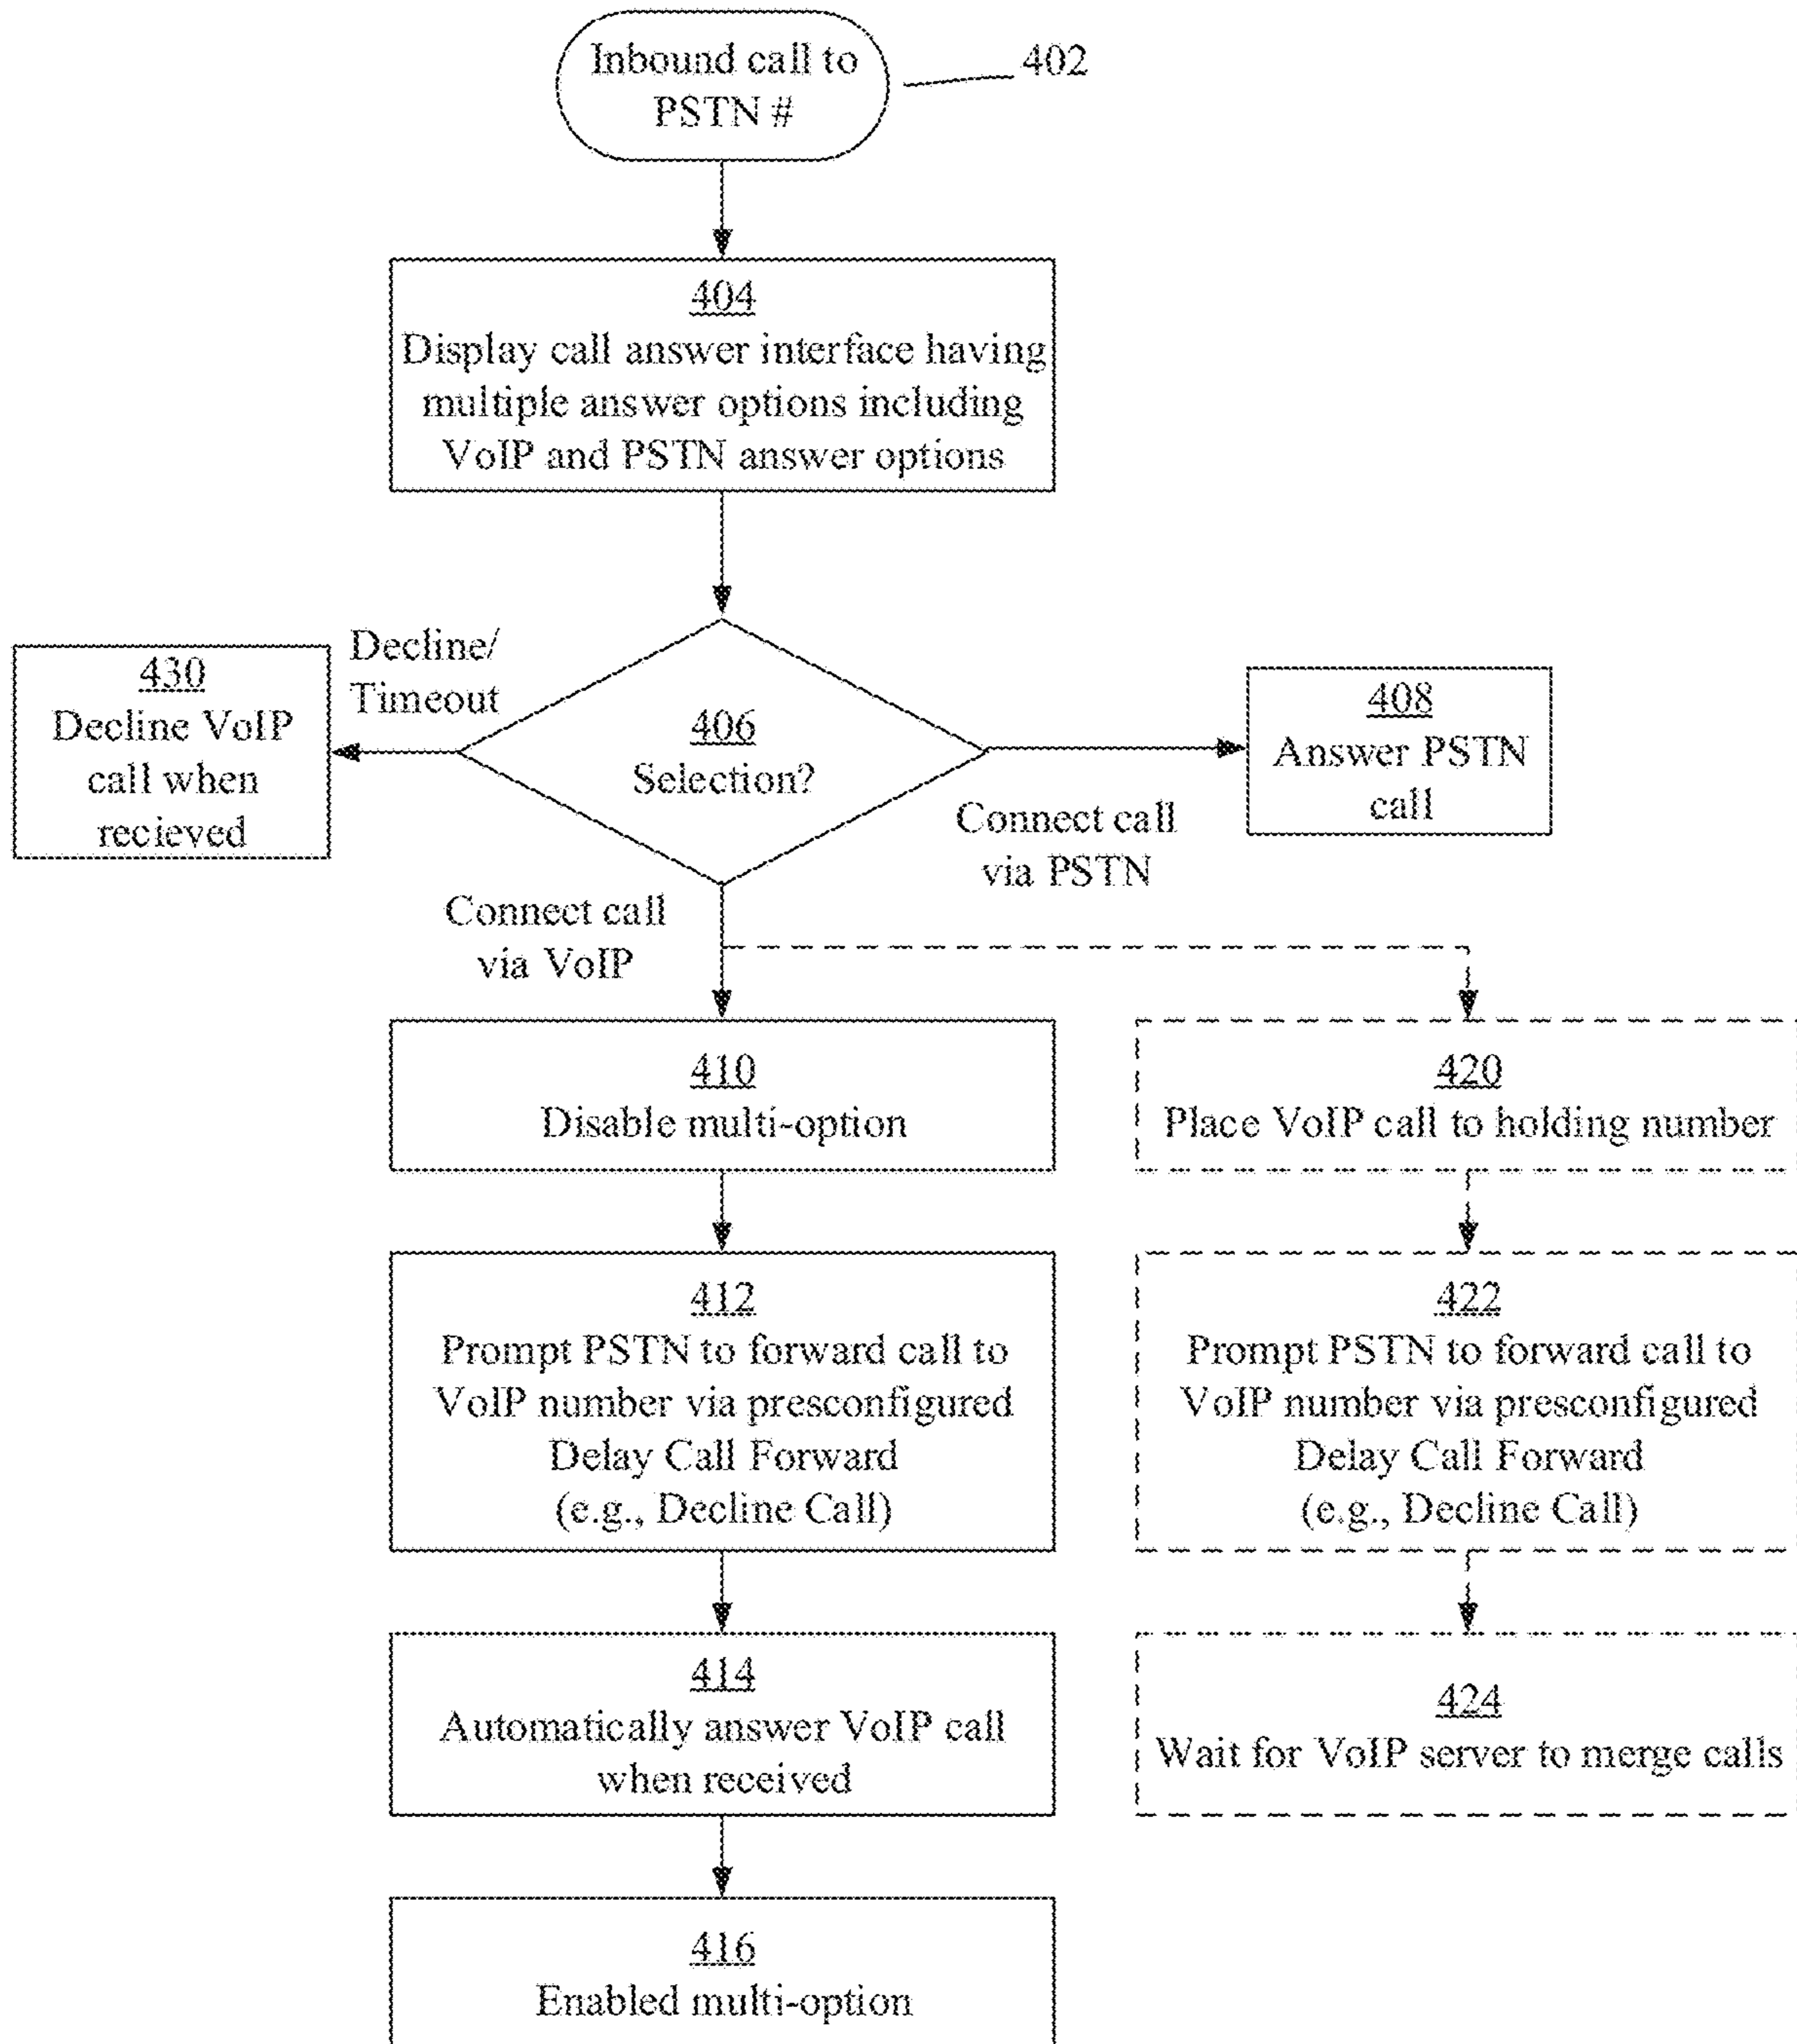 Inbound call to
PSTN #
402
404
Display call answer interface having
multiple answer options including
VoIP and PSTN answer options
Decline/
Timeout
430
Decline VoIP
call when
recieved
406
Selection?
408
Answer PSTN
call
Connect call
via PSTN
Connect call
via VoIP
410
Disable multi-option
420
Place VoIP call to holding number
412
Prompt PSTN to forward call to
VoIP number via presconfigured
Delay Call Forward
(e.g., Decline Call)
422
Prompt PSTN to forward call to
VoIP number via presconfigured
Delay Call Forward
(e.g., Decline Call)
414
Automatically answer VoIP call
when received
424
Wait for VoIP server to merge calls
416
Enabled multi-option